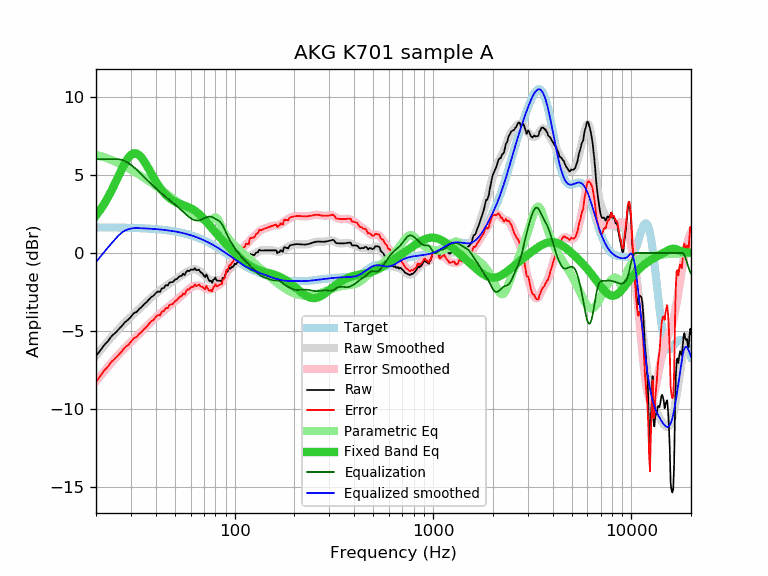 AKG K701 sample A
10
5
0
−5
−10
−15
Amplitude (dBr)
Target
Raw Smoothed
Error Smoothed
Raw
Error
Parametric Eq
Fixed Band Eq
Equalization
Equalized smoothed
100
1000
10000
Frequency (Hz)